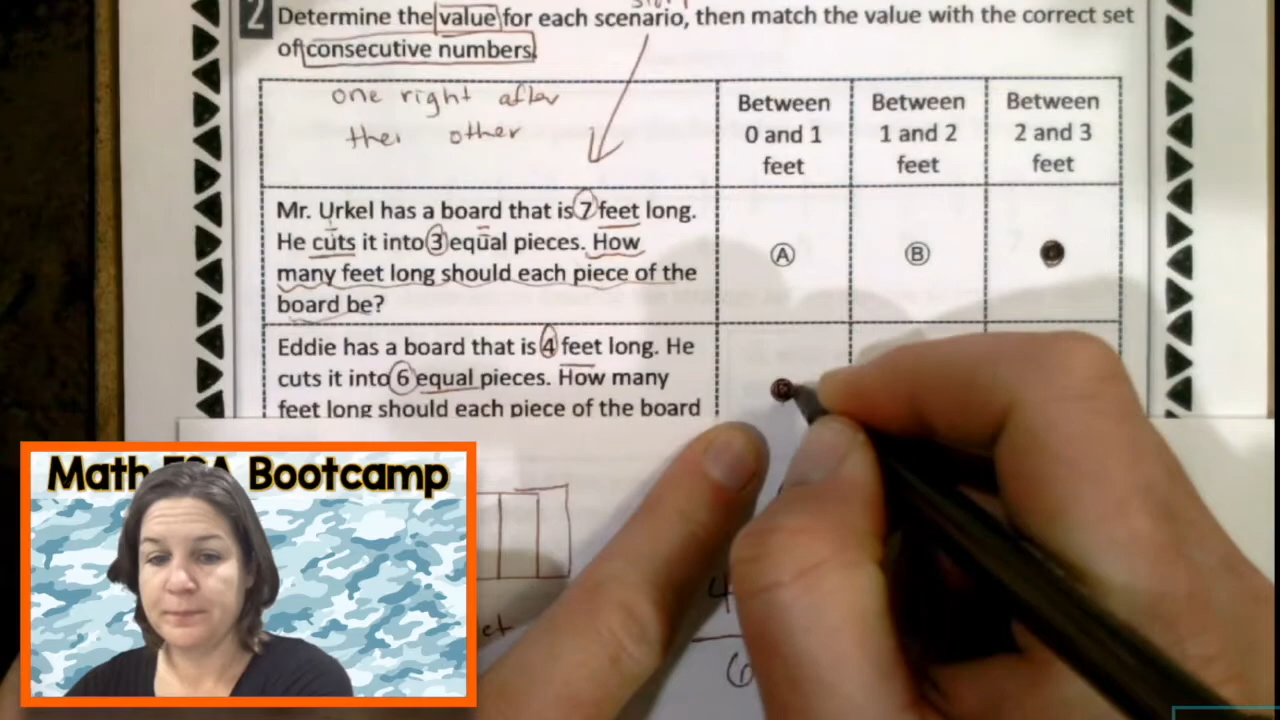 2 Determine the value for each scenario, then match the value with the correct set
of consecutive numbers.
one right after
the other
Between
0 and 1
feet
Between
1 and 2
feet
Between
2 and 3
feet
Mr. Urkel has a board that is 7 feet long.
He cuts it into 3 equal pieces. How
many feet long should each piece of the
board be?
A
B
Eddie has a board that is 4 feet long. He
cuts it into 6 equal pieces. How many
feet long should each piece of the board
Math Bootcamp
4
6